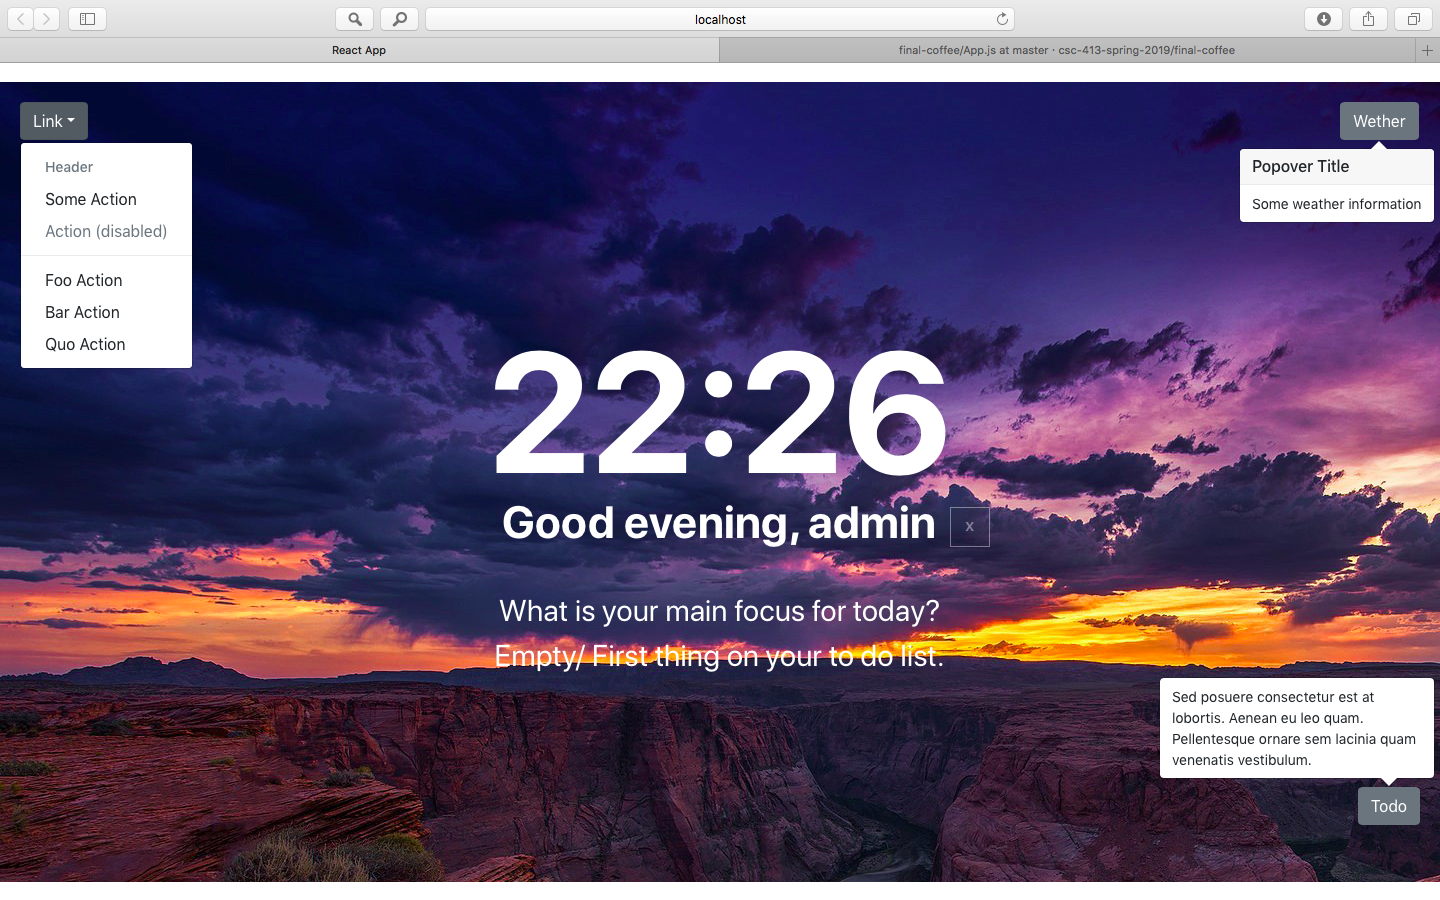 localhost
React App
final-coffee/App.js at master · csc-413-spring-2019/final-coffee
Link
Wether
Header
Some Action
Action (disabled)
Foo Action
Bar Action
Quo Action
Popover Title
Some weather information
22:26
Good evening, admin
x
What is your main focus for today?
Empty/ First thing on your to do list.
Sed posuere consectetur est at
lobortis. Aenean eu leo quam.
Pellentesque ornare sem lacinia quam
venenatis vestibulum.
Todo